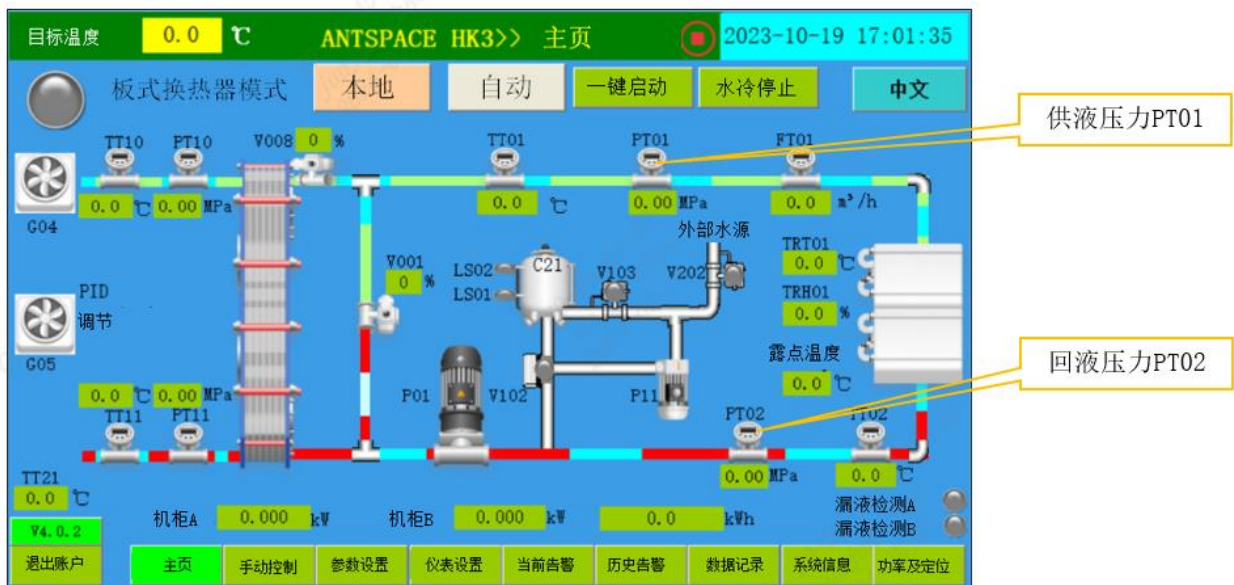 目标温度 0.0 ℃ ANTSPACE HK3>> 主页 2023-10-19 17:01:35
板式换热器模式 本地 自动 一键启动 水冷停止 中文
供液压力PT01
TT10 PT10 V008 0 % TT01 PT01 FT01
0.0 ℃ 0.00 MPa 0.0 ℃ 0.00 MPa 0.0 m³/h
G04
外部水源
V001 0 % LS02 C21 V103 V202 TRT01
0.0 ℃
LS01 TRH01
0.0 %
PID
调节
G05
露点温度
0.0 ℃
回液压力PT02
0.0 ℃ 0.00 MPa P01 V102 P11
TT11 PT11 PT02 TT02
0.00 MPa 0.0 ℃
TT21
0.0 ℃
漏液检测A
机柜A 0.000 kW 机柜B 0.000 kW 0.0 kWh
漏液检测B
V4.0.2
退出账户 主页 手动控制 参数设置 仪表设置 当前告警 历史告警 数据记录 系统信息 功率及定位